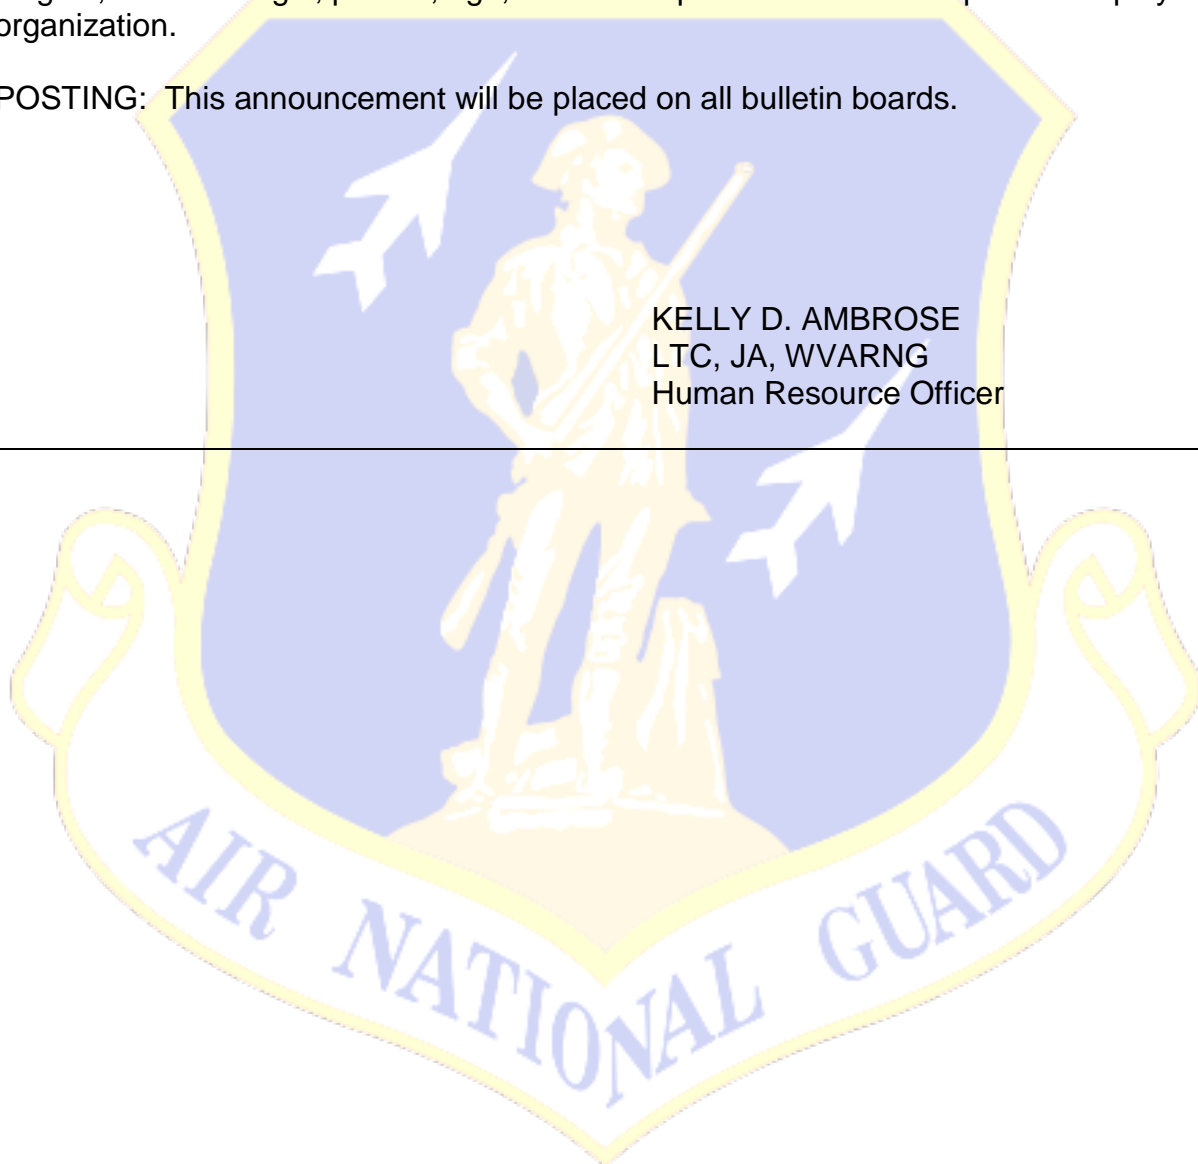 organization.
POSTING: This announcement will be placed on all bulletin boards.
KELLY D. AMBROSE
LTC, JA, WVARNG
Human Resource Officer
AIR NATIONAL GUARD